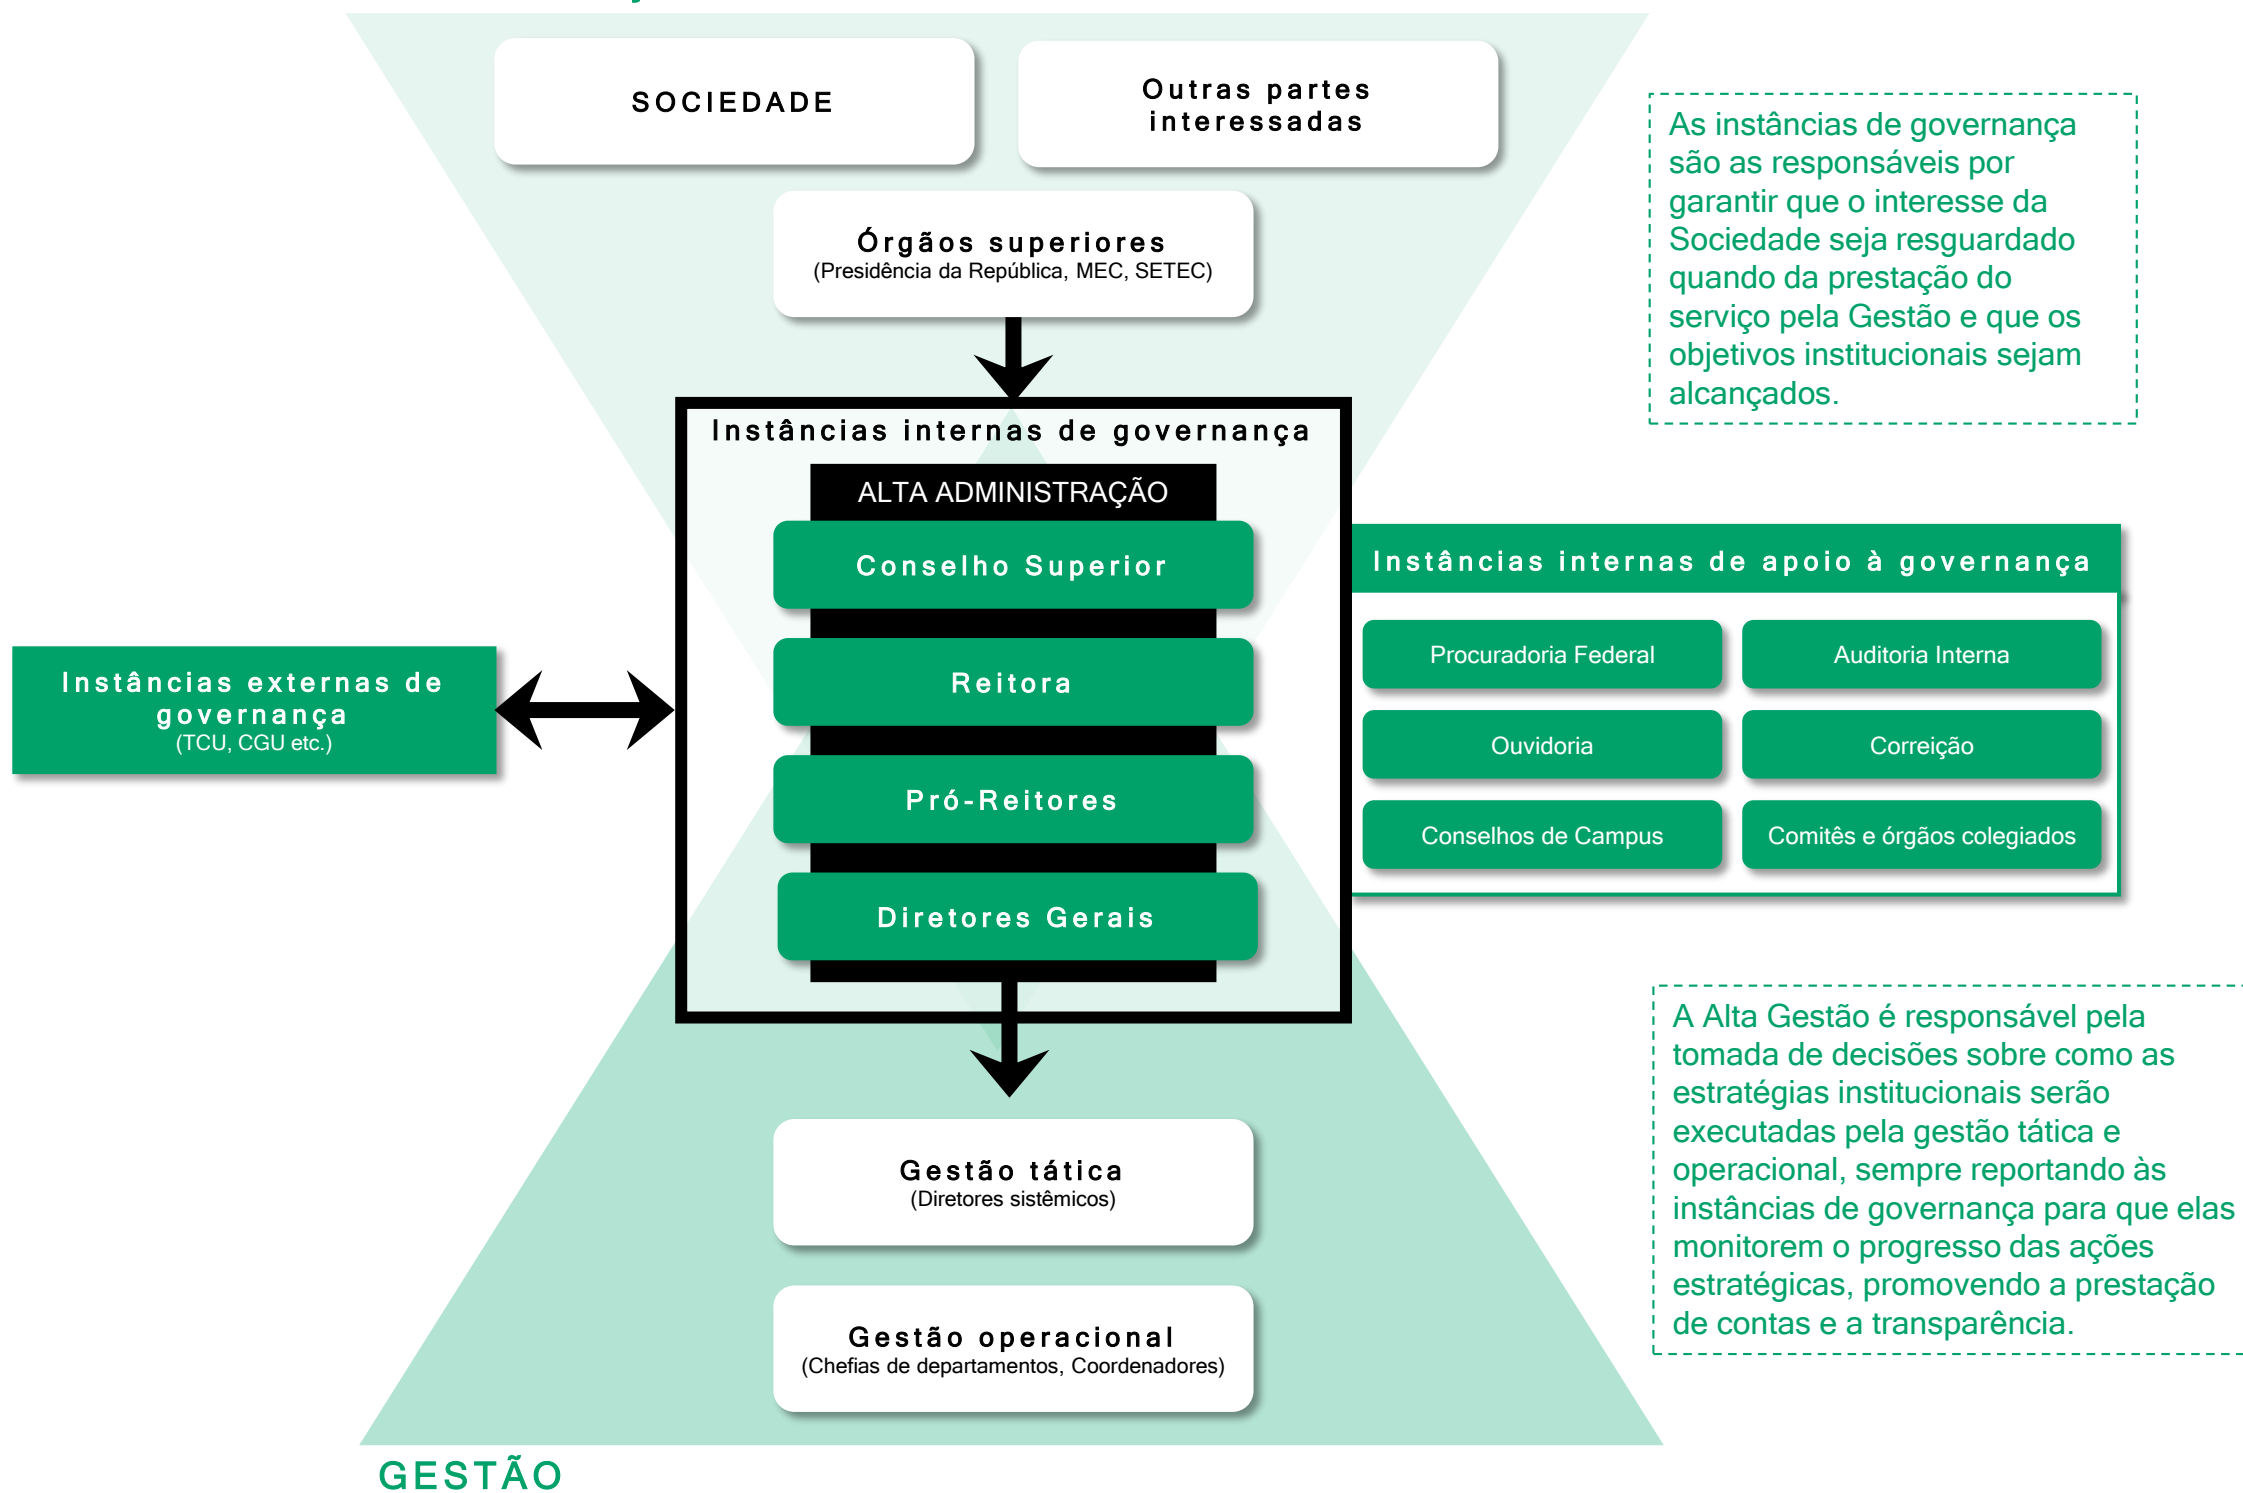 SOCIEDADE
Outras partes
interessadas
Órgãos superiores
(Presidência da República, MEC, SETEC)
As instâncias de governança
são as responsáveis por
garantir que o interesse da
Sociedade seja resguardado
quando da prestação do
serviço pela Gestão e que os
objetivos institucionais sejam
alcançados.
Instâncias internas de governança
ALTA ADMINISTRAÇÃO
Conselho Superior
Reitora
Pró-Reitores
Diretores Gerais
Instâncias externas de
governança
(TCU, CGU etc.)
Instâncias internas de apoio à governança
Procuradoria Federal
Auditoria Interna
Ouvidoria
Correição
Conselhos de Campus
Comitês e órgãos colegiados
A Alta Gestão é responsável pela
tomada de decisões sobre como as
estratégias institucionais serão
executadas pela gestão tática e
operacional, sempre reportando às
instâncias de governança para que elas
monitorem o progresso das ações
estratégicas, promovendo a prestação
de contas e a transparência.
Gestão tática
(Diretores sistêmicos)
Gestão operacional
(Chefias de departamentos, Coordenadores)
GESTÃO